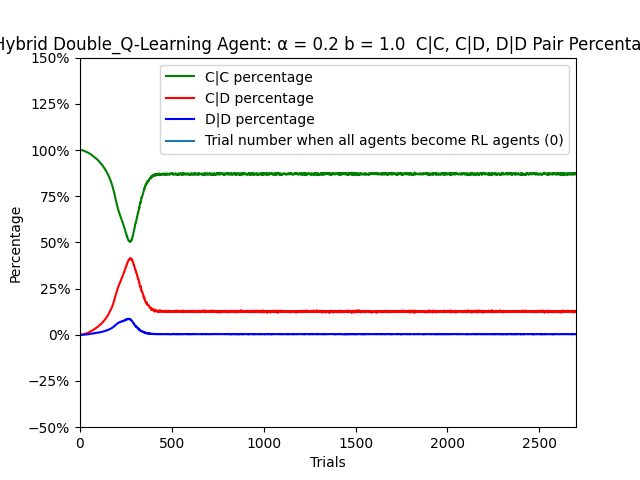 Hybrid Double_Q-Learning Agent: α = 0.2 b = 1.0  C|C, C|D, D|D Pair Percenta
150%
125%
100%
75%
50%
25%
0%
−25%
−50%
Percentage
C|C percentage
C|D percentage
D|D percentage
Trial number when all agents become RL agents (0)
0 500 1000 1500 2000 2500
Trials